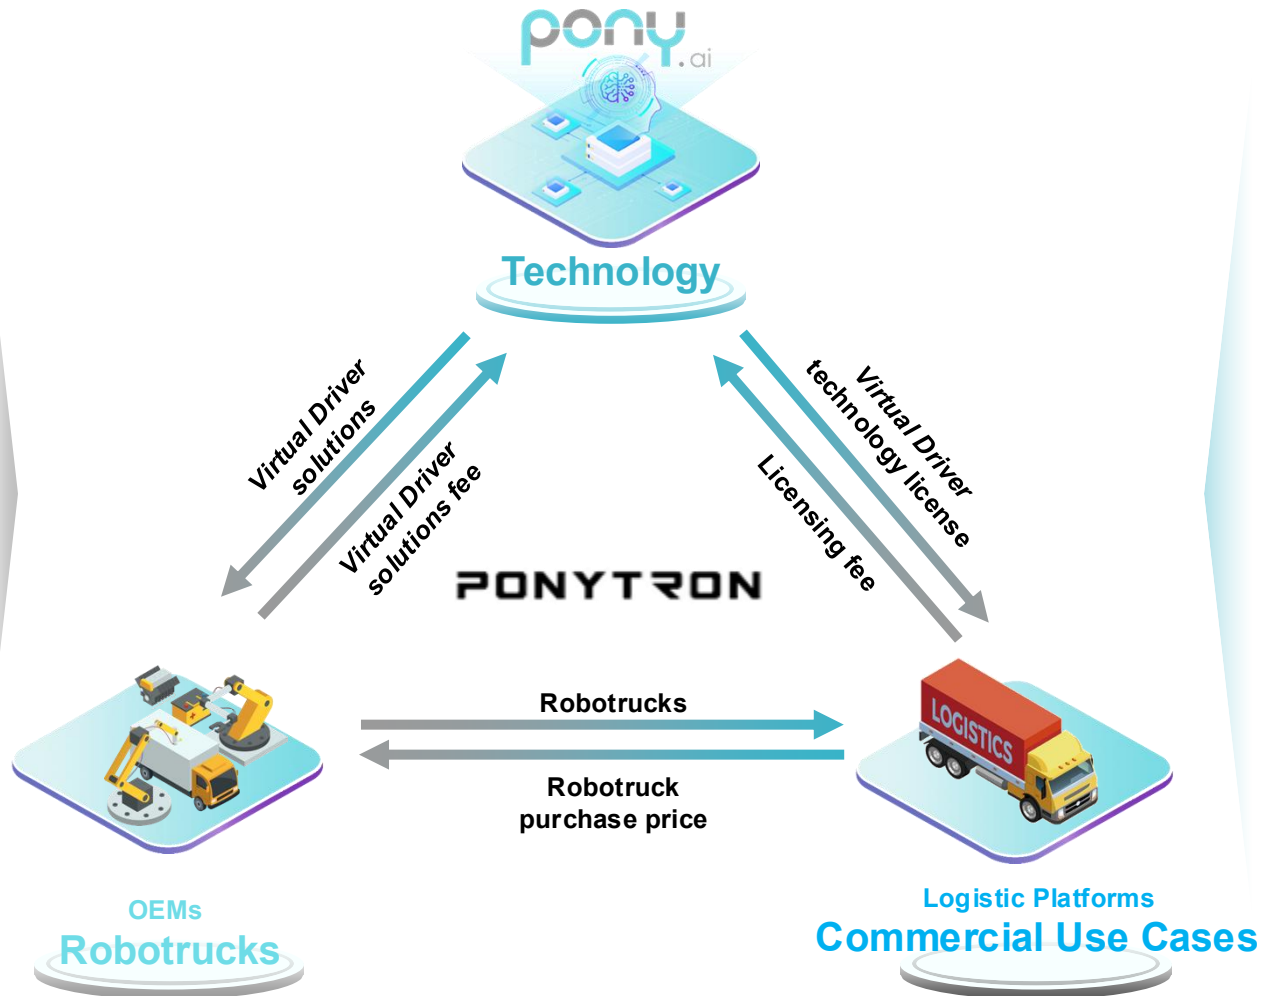 pony.ai
Technology
Virtual Driver
solutions
Virtual Driver
solutions fee
Virtual Driver
technology license
Licensing fee
PONYTRON
Robotrucks
Robotruck
purchase price
LOGISTICS
OEMs
Robotrucks
Logistic Platforms
Commercial Use Cases